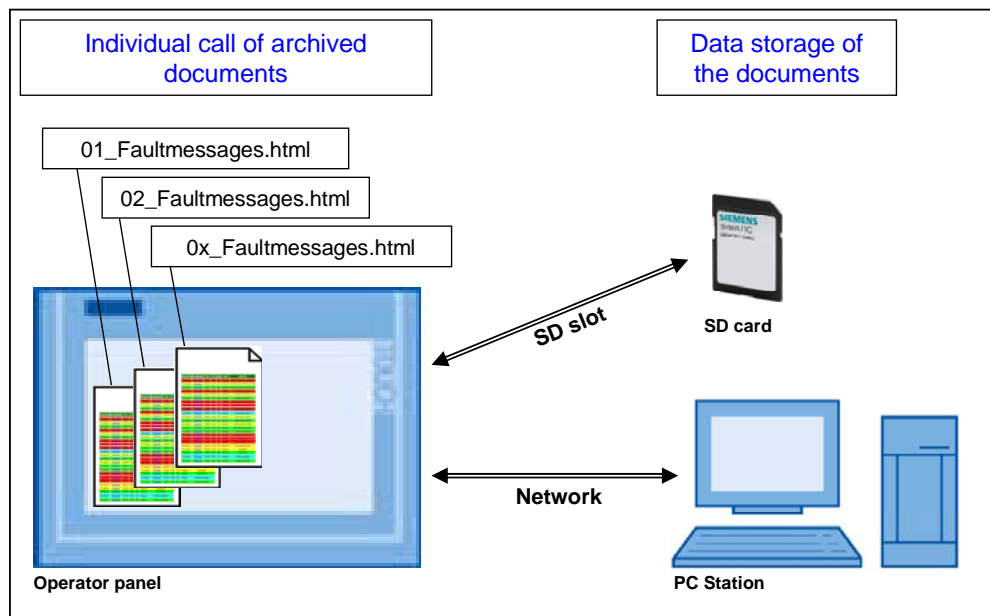 Individual call of archived
documents
Data storage of
the documents
01_Faultmessages.html
02_Faultmessages.html
0x_Faultmessages.html
SIEMENS
SIMATIC
SD slot
SD card
Network
Operator panel
PC Station